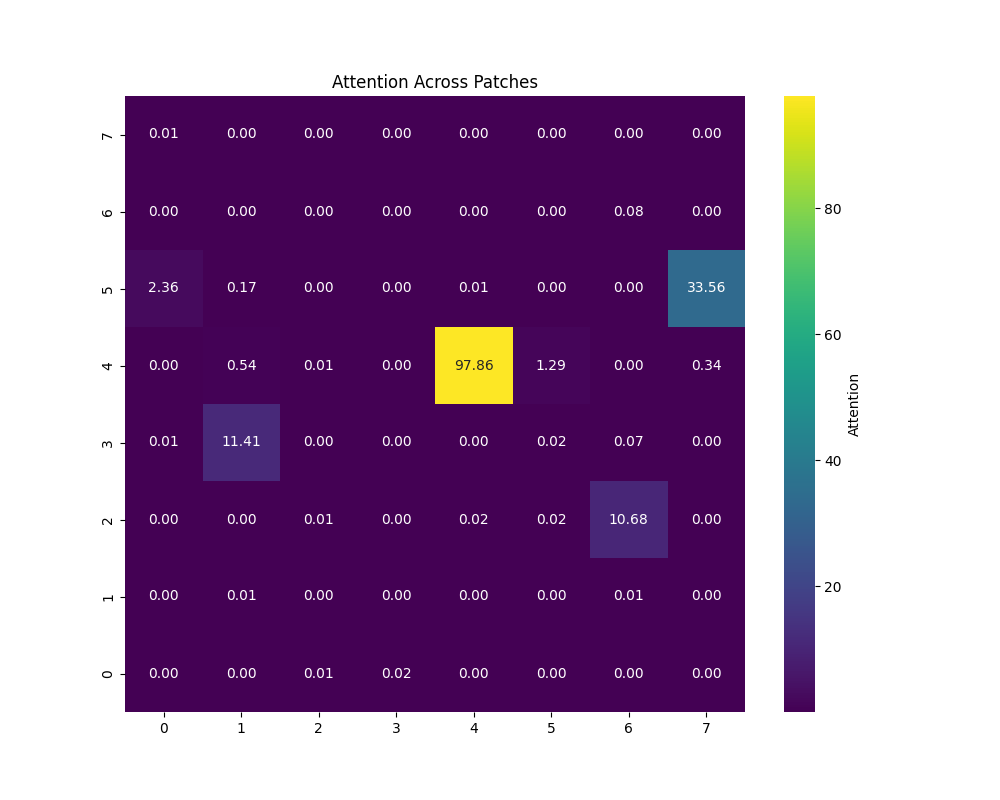 Attention Across Patches
7 0.01 0.00 0.00 0.00 0.00 0.00 0.00 0.00
6 0.00 0.00 0.00 0.00 0.00 0.00 0.08 0.00
5 2.36 0.17 0.00 0.00 0.01 0.00 0.00 33.56
4 0.00 0.54 0.01 0.00 97.86 1.29 0.00 0.34
3 0.01 11.41 0.00 0.00 0.00 0.02 0.07 0.00
2 0.00 0.00 0.01 0.00 0.02 0.02 10.68 0.00
1 0.00 0.01 0.00 0.00 0.00 0.00 0.01 0.00
0 0.00 0.00 0.01 0.02 0.00 0.00 0.00 0.00
0 1 2 3 4 5 6 7
80
60
40
20
Attention